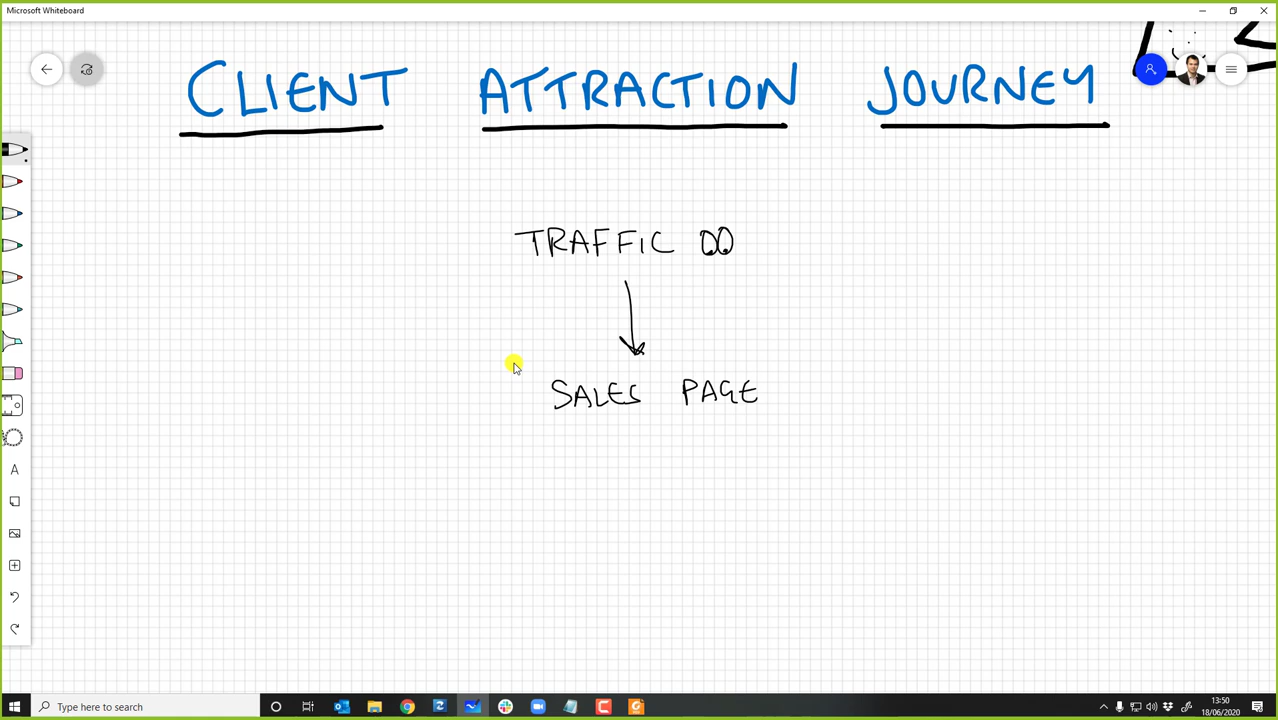 Microsoft Whiteboard
CLIENT ATTRACTION JOURNEY
TRAFFIC
SALES PAGE
A
Type here to search
13:50
18/06/2020